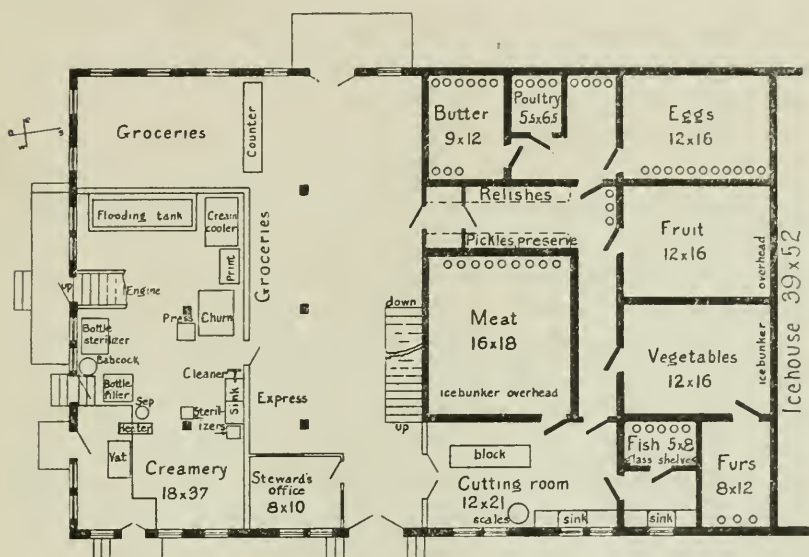 Groceries
Counter
Butter
9x12
Poultry
5.5x6.5
Eggs
12x16
Flooding tank
Cream
cooler
Print
Groceries
Relishes
Pickles preserve
Fruit
12x16
overhead
Icehouse 39x52
up
Engine
Press
Churn
Bottle
sterilizer
Babcock
Bottle
filler
Sep
Heater
Vat
Cleaner
Sink
Steril
izers
Creamery
18x37
Express
Steward's
office
8x10
down
up
Meat
16x18
Icebunker overhead
Vegetables
12x16
icebunker
block
Cutting room
12x21
scales
sink
sink
Fish 5x8
Glass shelves
Furs
8x12